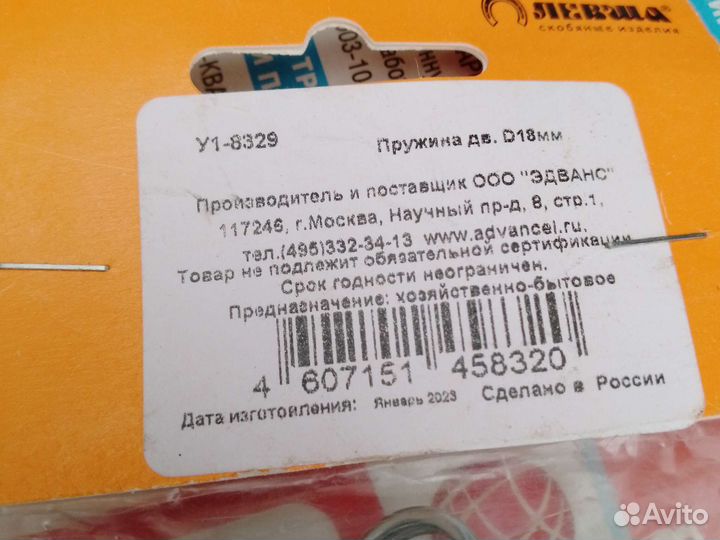 ЛЕВША
скобяные изделия
У1-8329 Пружина дв. D18мм
Производитель и поставщик ООО "ЭДВАНС"
117246, г.Москва, Научный пр-д, 8, стр.1,
тел.(495)332-34-13 www.advancel.ru.
Товар не подлежит обязательной сертификации
Срок годности неограничен.
Предназначение: хозяйственно-бытовое
4 607151 458320
Дата изготовления: Январь 2023 Сделано в России
Avito